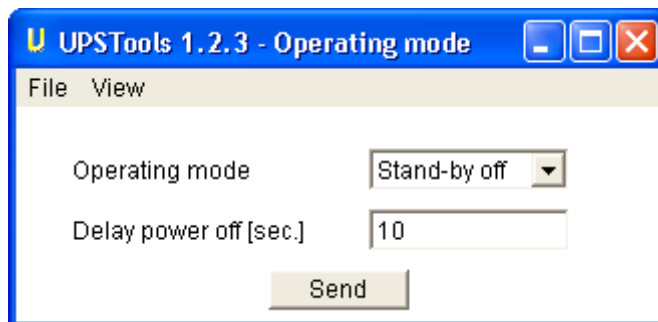 U UPSTools 1.2.3 - Operating mode
File View
Operating mode Stand-by off
Delay power off [sec.] 10
Send